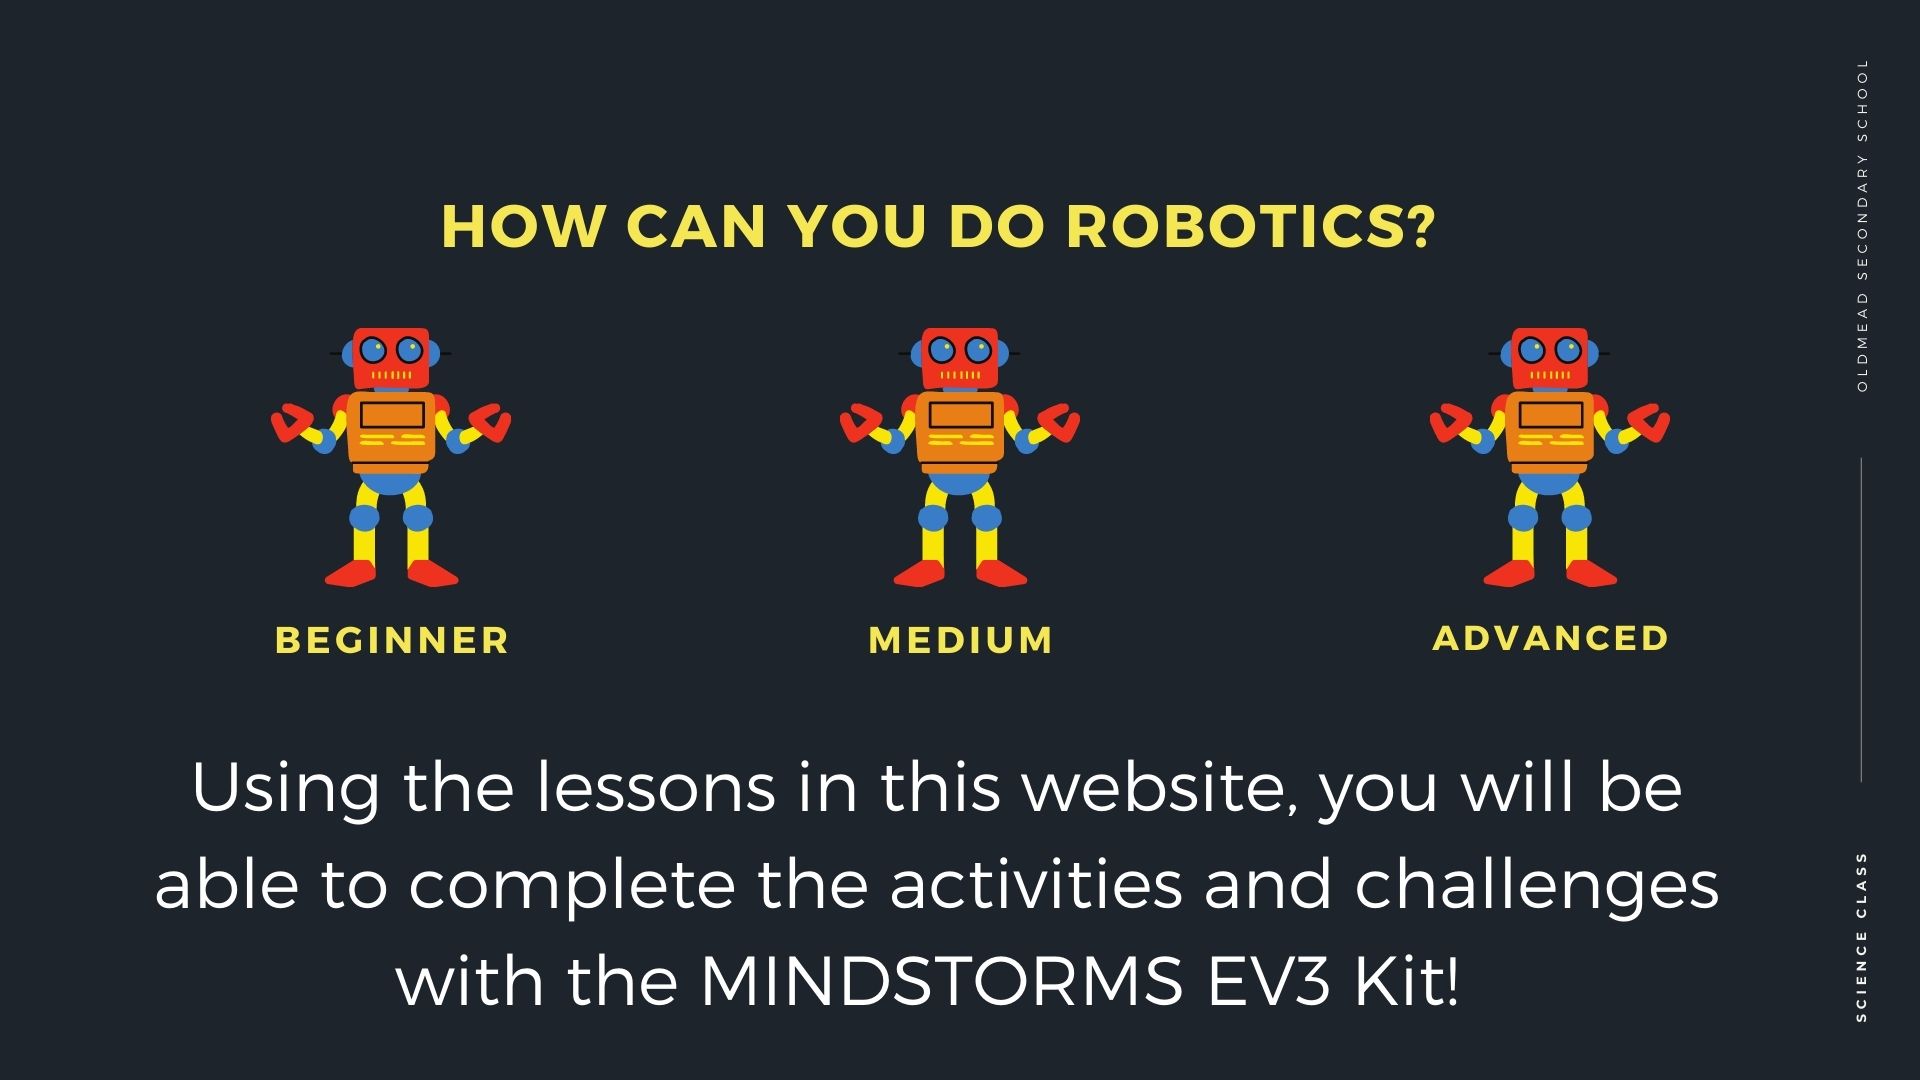 HOW CAN YOU DO ROBOTICS?
BEGINNER
MEDIUM
ADVANCED
Using the lessons in this website, you will be
able to complete the activities and challenges
with the MINDSTORMS EV3 Kit!
OLDMEAD SECONDARY SCHOOL
SCIENCE CLASS